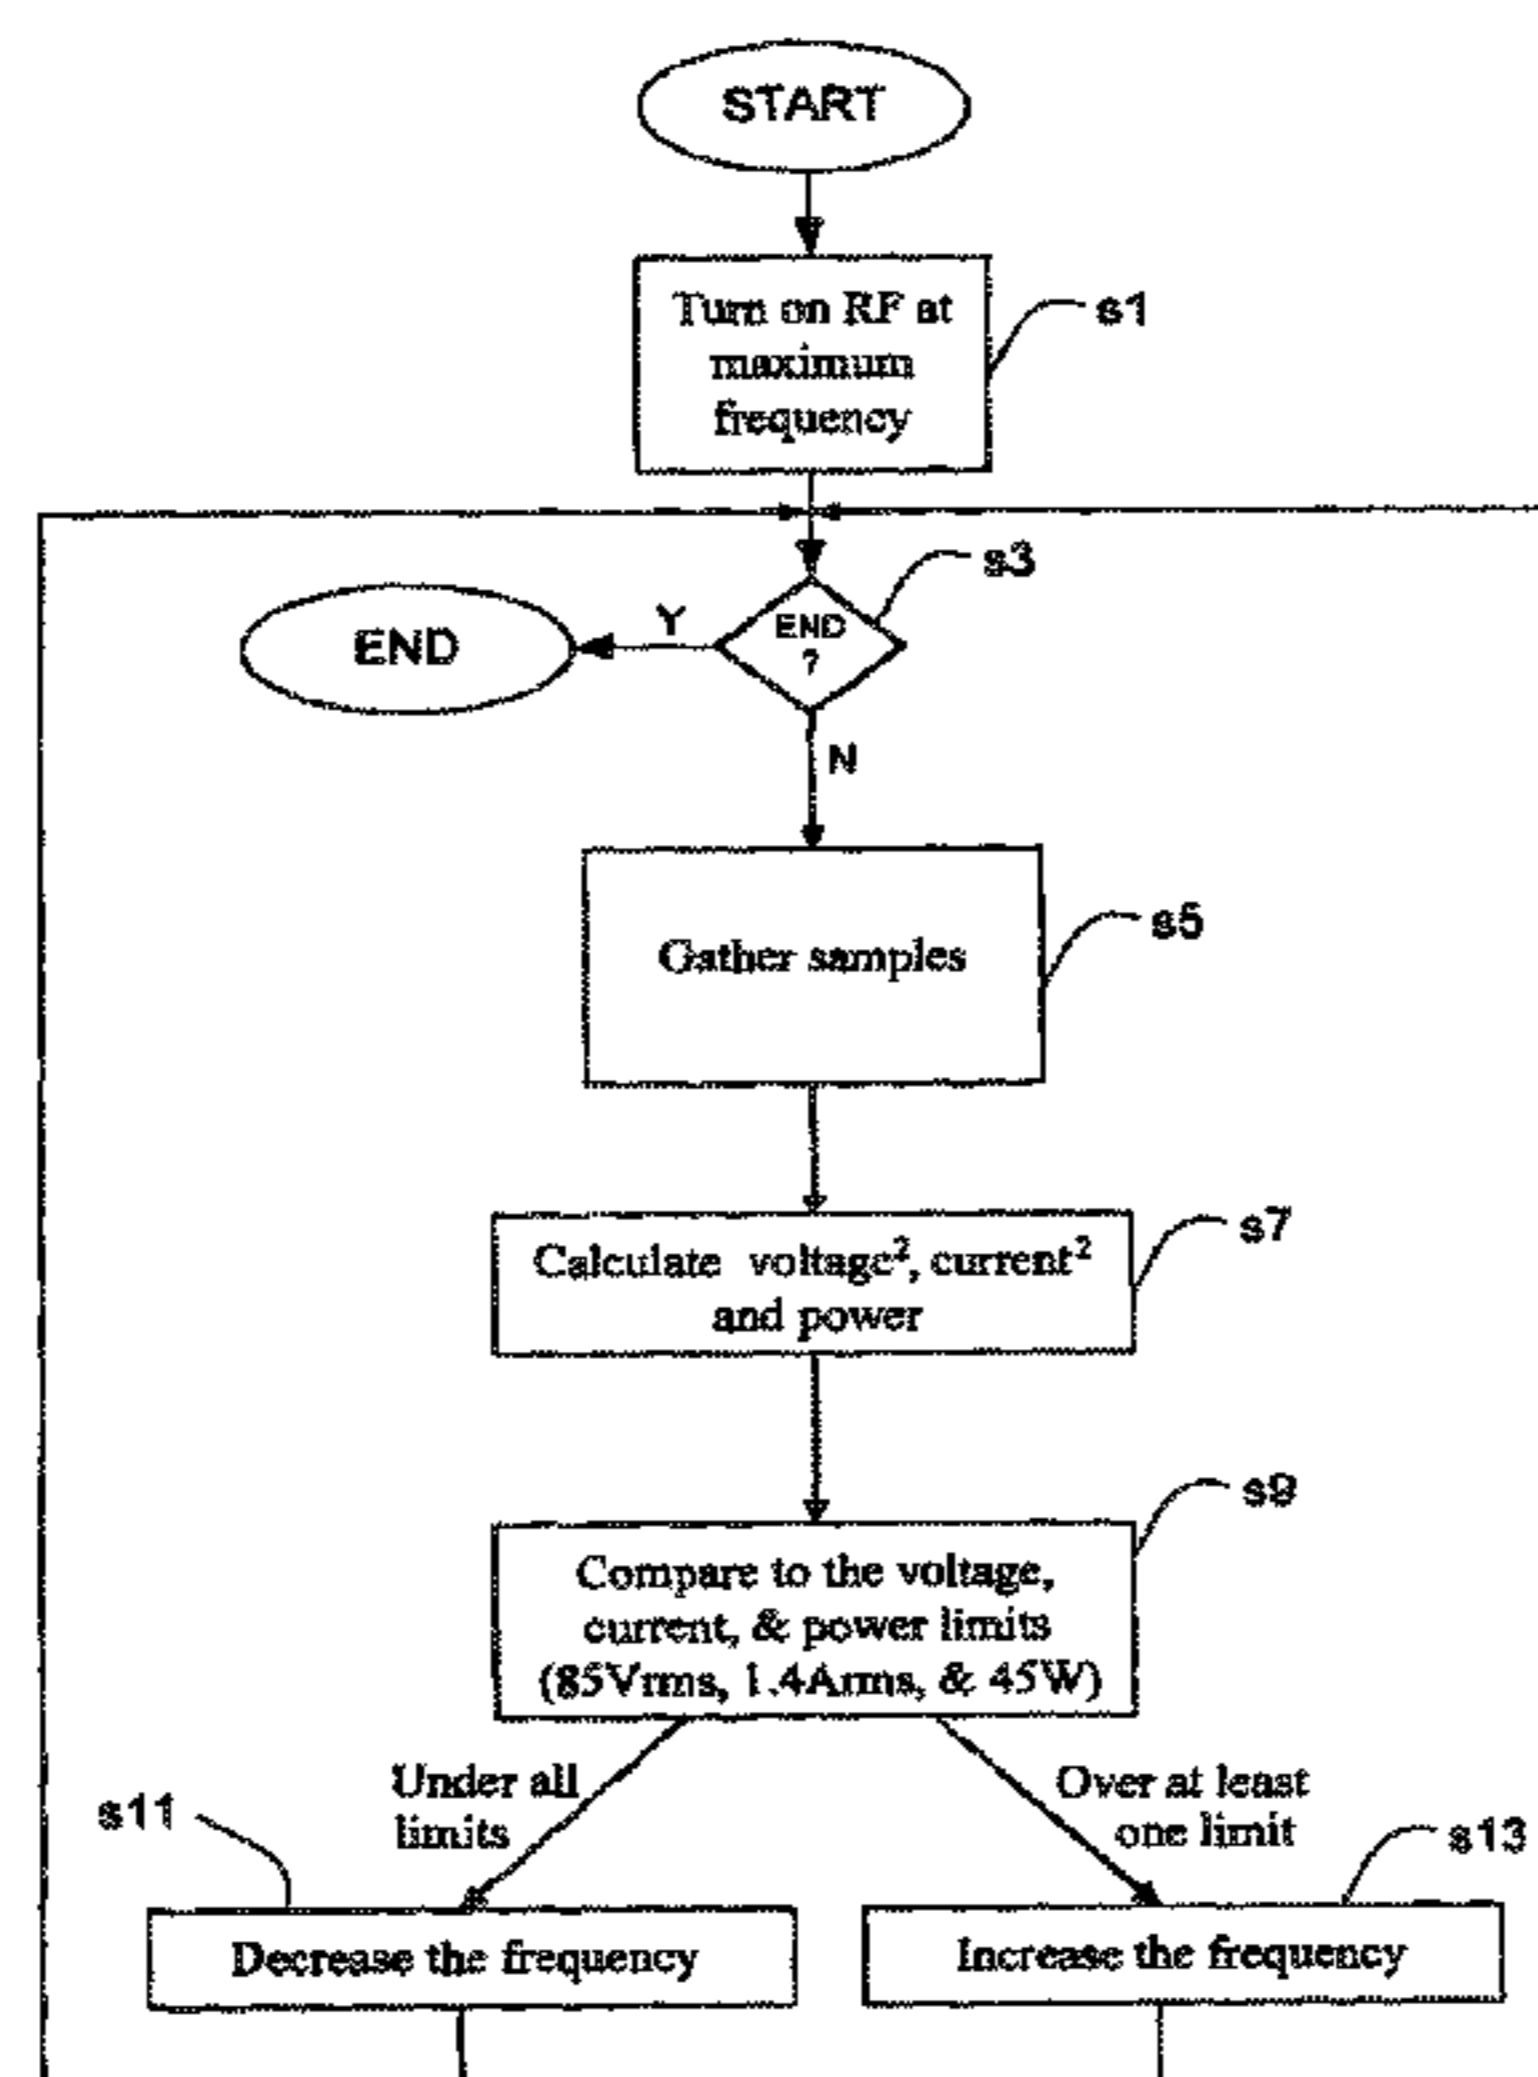 START
Turn on RF at
maximum
frequency
s1
s3
END
?
Y
END
N
Gather samples
s5
Calculate voltage², current²
and power
s7
s9
Compare to the voltage,
current, & power limits
(85Vrms, 1.4Arms, & 45W)
Under all
limits
Over at least
one limit
s11
s13
Decrease the frequency
Increase the frequency